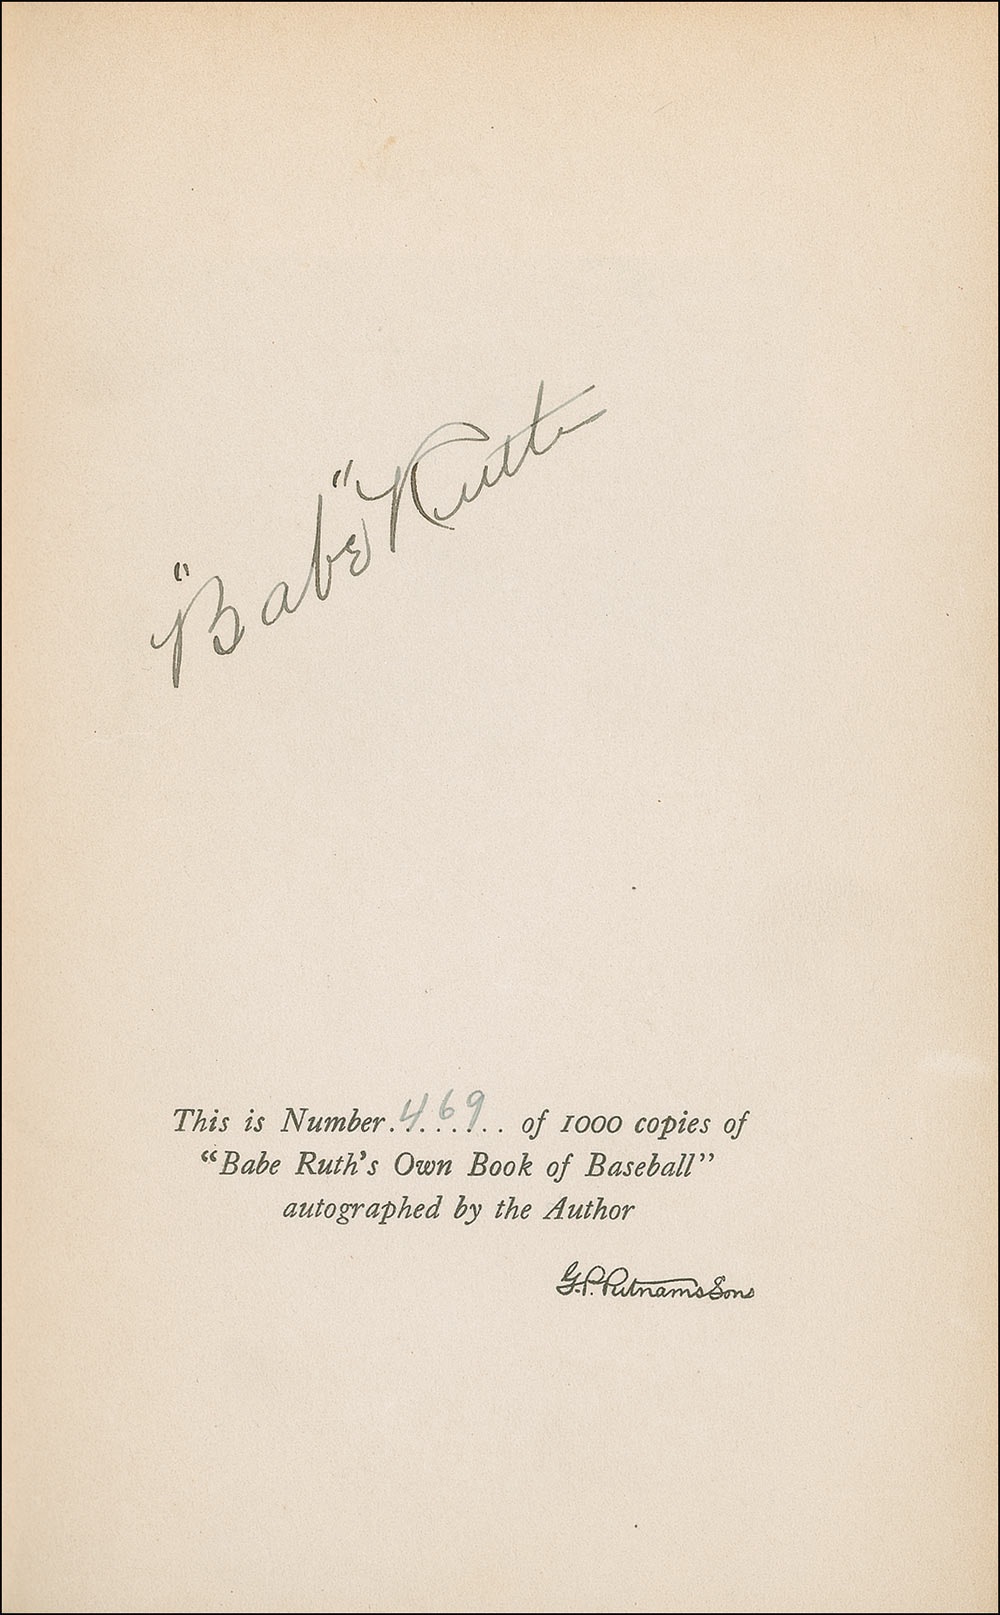 "Babe" Ruth
This is Number. 469 of 1000 copies of
“Babe Ruth's Own Book of Baseball”
autographed by the Author
G.P. Putnam's Sons